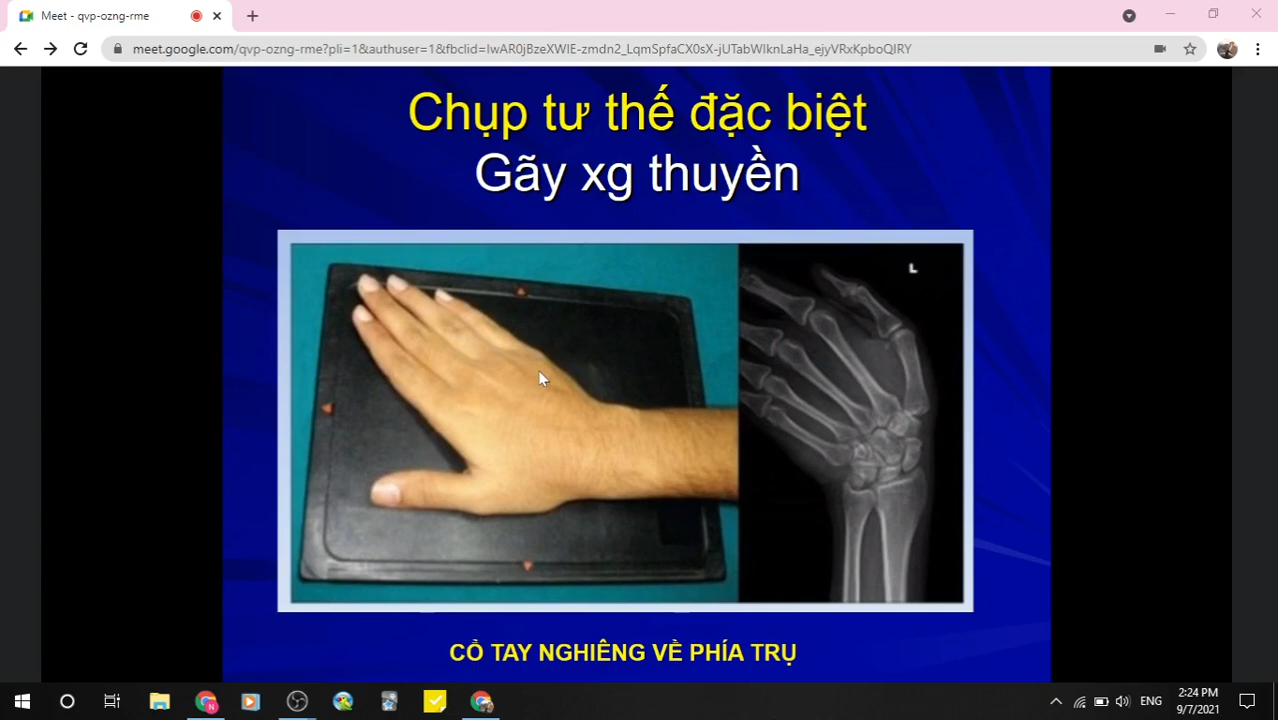 Meet - qvp-ozng-rme
meet.google.com/qvp-ozng-rme?pli=1&authuser=1&fbclid=IwAR0jBzeXWIE-zmdn2_LqmSpfaCX0sX-jUTabWIknLaHa_ejyVRxKpboQIRY
Chụp tư thế đặc biệt
Gãy xg thuyền
L
CỒ TAY NGHIÊNG VỀ PHÍA TRỤ
ENG
2:24 PM
9/7/2021